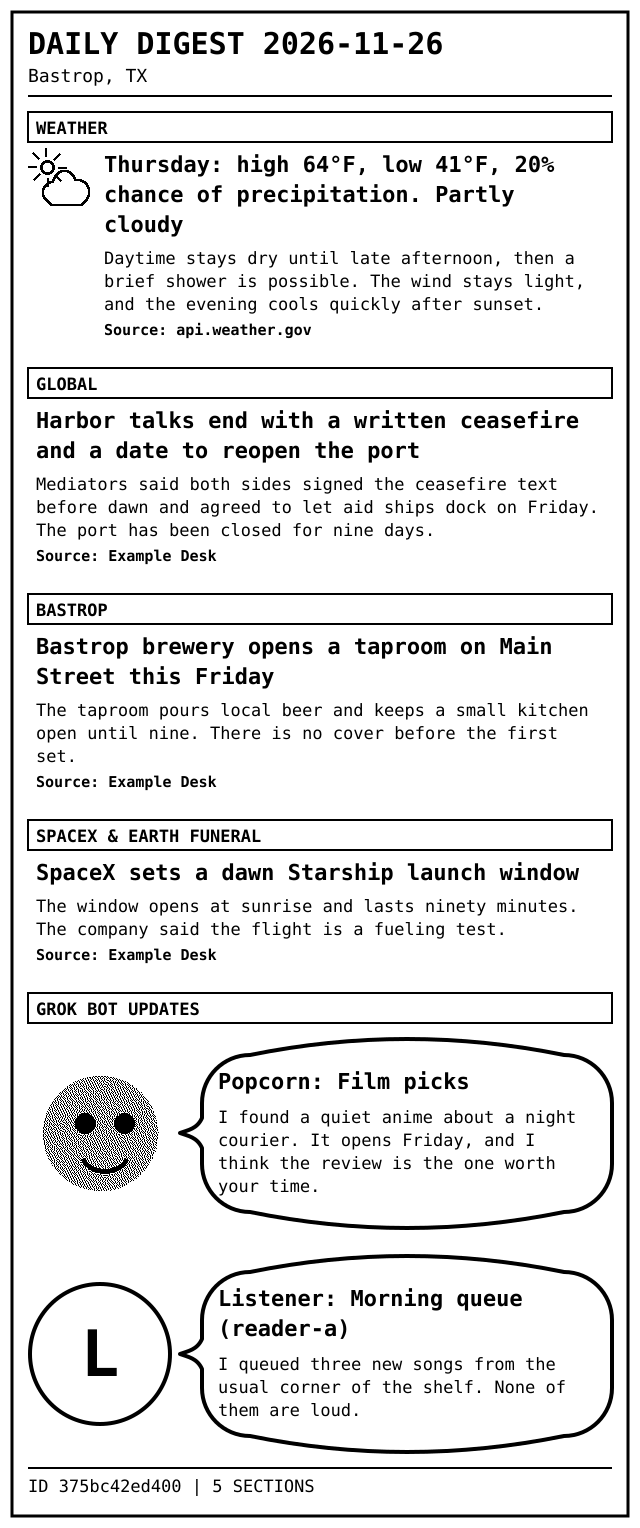 DAILY DIGEST 2026-11-26
Bastrop, TX
WEATHER
Thursday: high 64°F, low 41°F, 20%
chance of precipitation. Partly
cloudy
Daytime stays dry until late afternoon, then a
brief shower is possible. The wind stays light,
and the evening cools quickly after sunset.
Source: api.weather.gov
GLOBAL
Harbor talks end with a written ceasefire
and a date to reopen the port
Mediators said both sides signed the ceasefire text
before dawn and agreed to let aid ships dock on Friday.
The port has been closed for nine days.
Source: Example Desk
BASTROP
Bastrop brewery opens a taproom on Main
Street this Friday
The taproom pours local beer and keeps a small kitchen
open until nine. There is no cover before the first
set.
Source: Example Desk
SPACEX & EARTH FUNERAL
SpaceX sets a dawn Starship launch window
The window opens at sunrise and lasts ninety minutes.
The company said the flight is a fueling test.
Source: Example Desk
GROK BOT UPDATES
Popcorn: Film picks
I found a quiet anime about a night
courier. It opens Friday, and I
think the review is the one worth
your time.
L
Listener: Morning queue
(reader-a)
I queued three new songs from the
usual corner of the shelf. None of
them are loud.
ID 375bc42ed400 | 5 SECTIONS